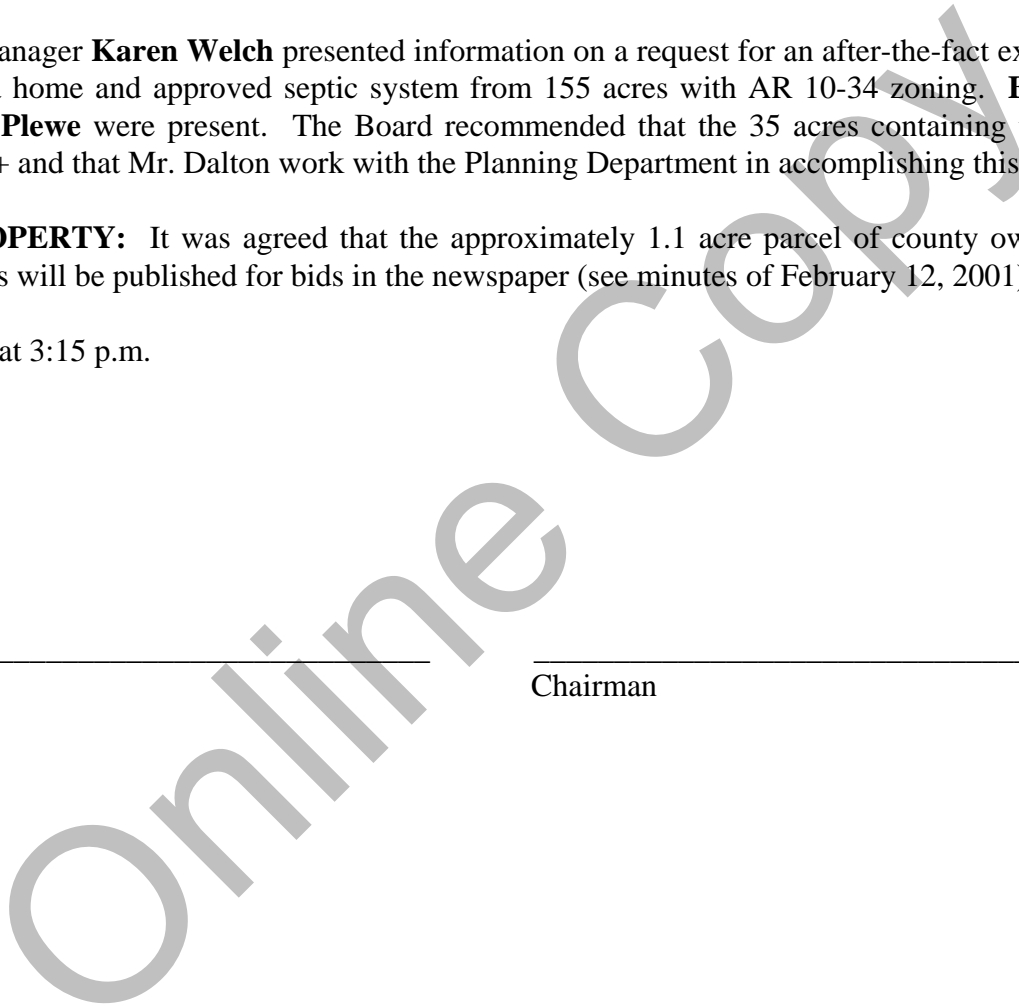 anager Karen Welch presented information on a request for an after-the-fact ex
home and approved septic system from 155 acres with AR 10-34 zoning.
Plewe were present. The Board recommended that the 35 acres containing
+ and that Mr. Dalton work with the Planning Department in accomplishing this
OPERTY: It was agreed that the approximately 1.1 acre parcel of county ow
s will be published for bids in the newspaper (see minutes of February 12, 2001)
at 3:15 p.m.
Chairman
Online Copy